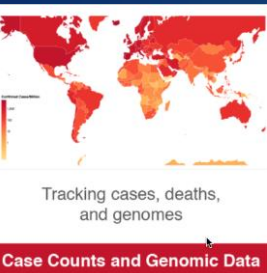 Tracking cases, deaths,
and genomes
Case Counts and Genomic Data